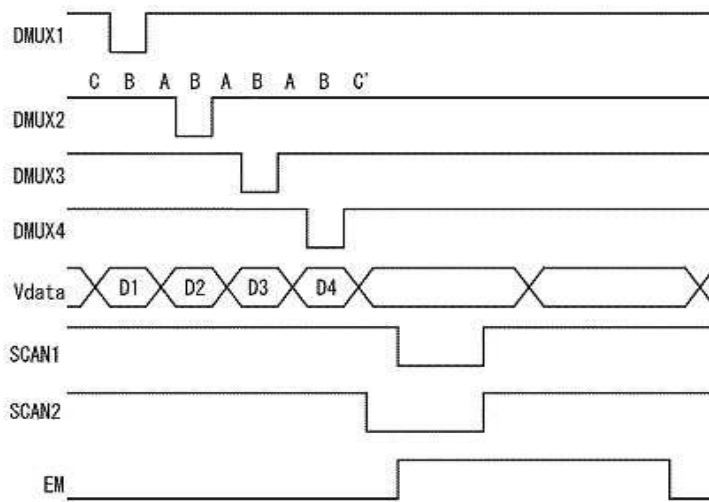 DMUX1
C B A B A B A B C'
DMUX2
DMUX3
DMUX4
Vdata D1 D2 D3 D4
SCAN1
SCAN2
EM